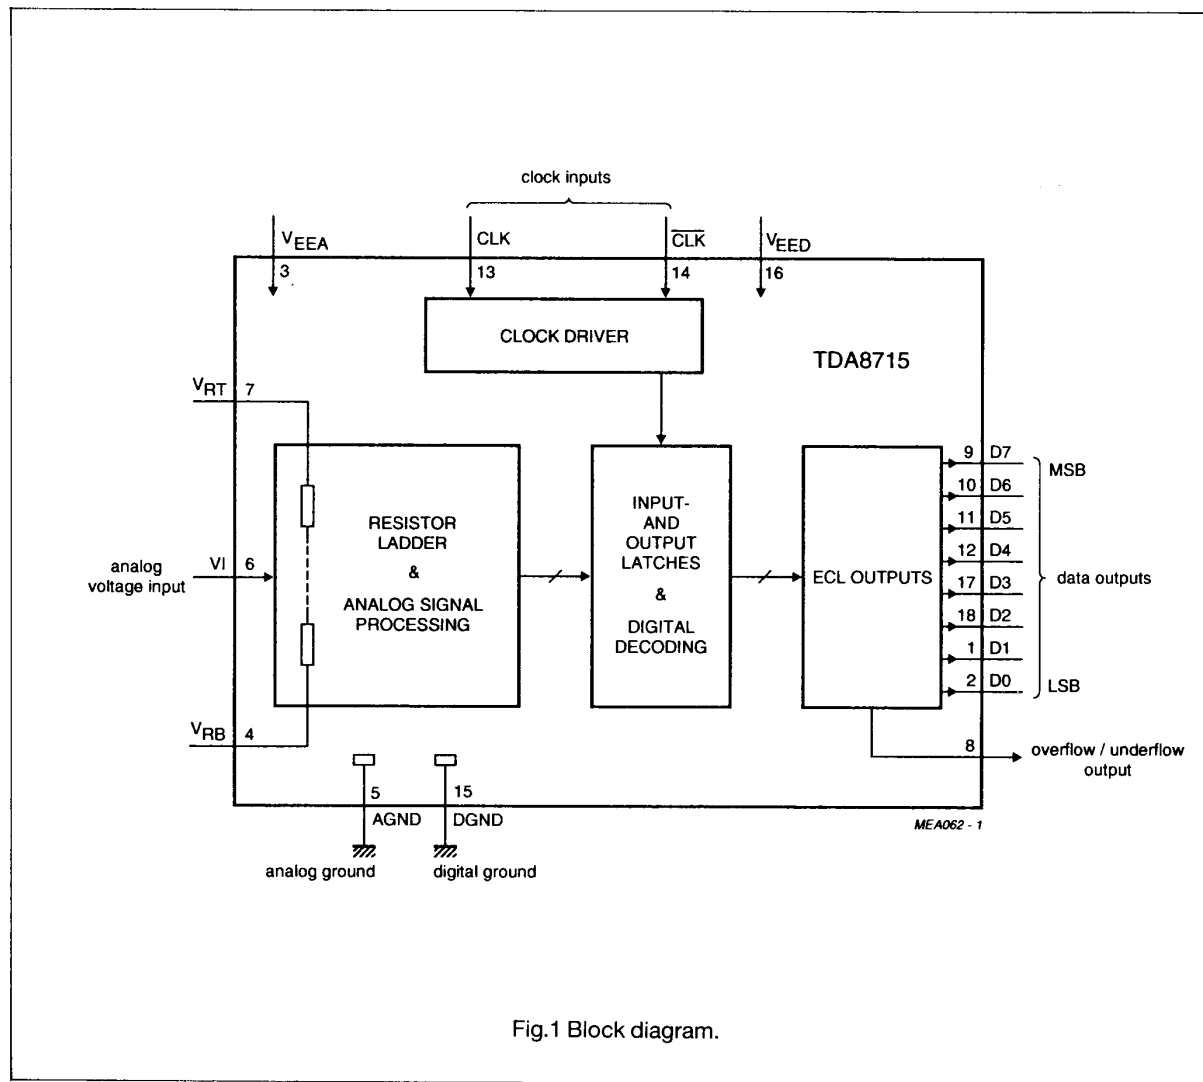 clock inputs
VEEA
CLK
CLK
VEED
3
13
14
16
CLOCK DRIVER
TDA8715
VRT
7
RESISTOR
LADDER
&
ANALOG SIGNAL
PROCESSING
INPUT-
AND
OUTPUT
LATCHES
&
DIGITAL
DECODING
ECL OUTPUTS
analog
voltage input
VI
6
VRB
4
9 D7
MSB
10 D6
11 D5
12 D4
17 D3
data outputs
18 D2
1 D1
2 D0
LSB
8
overflow / underflow
output
5
15
AGND
DGND
analog ground
digital ground
MEA062 - 1
Fig.1 Block diagram.